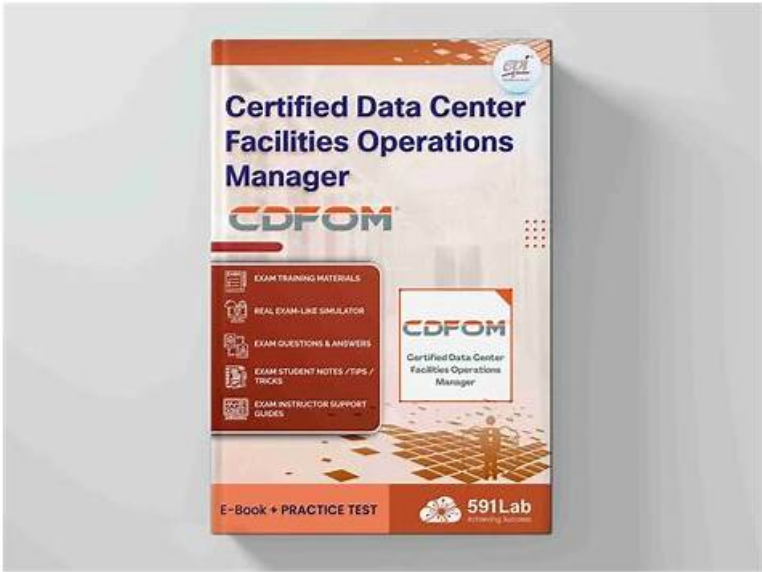 epi
Certified Data Center
Facilities Operations
Manager
CDFOM
EXAM TRAINING MATERIALS
REAL EXAM-LIKE SIMULATOR
EXAM QUESTIONS & ANSWERS
EXAM STUDENT NOTES /TIPS /
TRICKS
EXAM INSTRUCTOR SUPPORT
GUIDES
CDFOM
Certified Data Center
Facilities Operations
Manager
E-Book + PRACTICE TEST
591Lab
Achieving Success